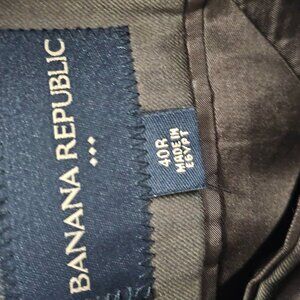 BANANA REPUBLIC
40R
MADE IN
EGYPT